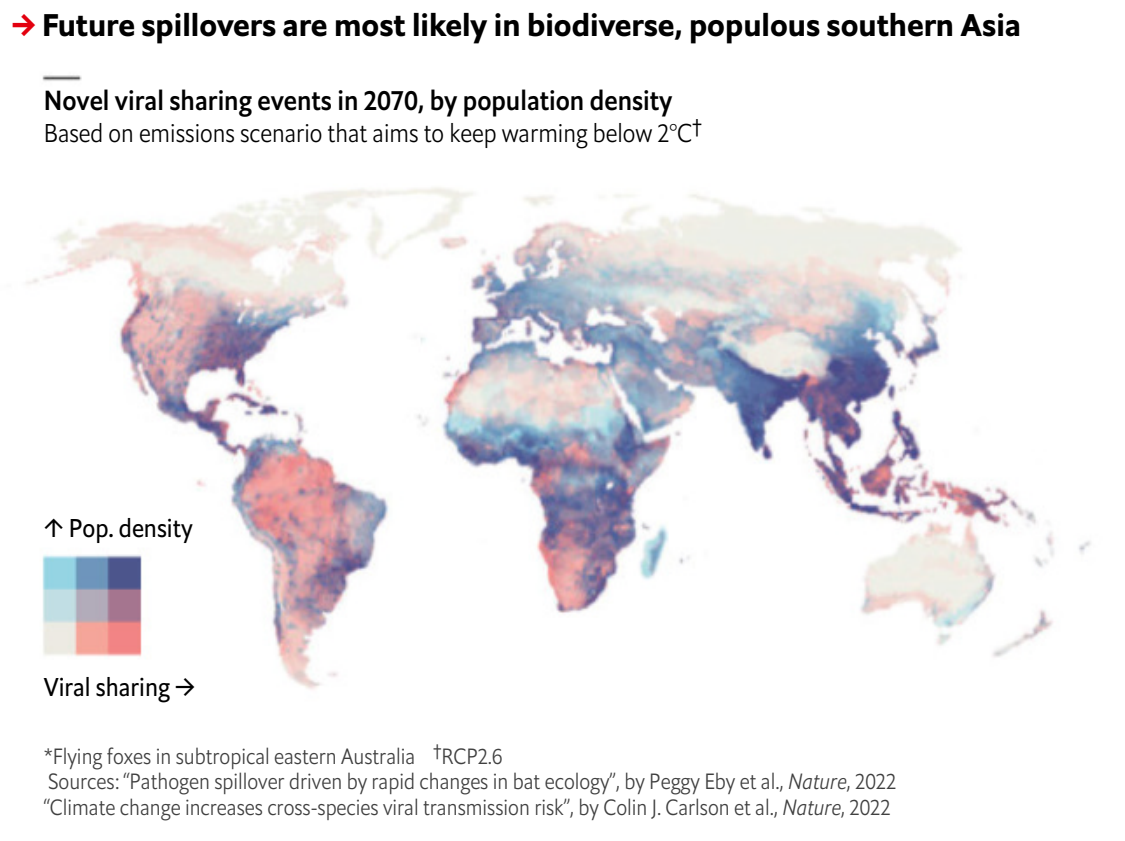 → Future spillovers are most likely in biodiverse, populous southern Asia
Novel viral sharing events in 2070, by population density
Based on emissions scenario that aims to keep warming below 2°C†
↑ Pop. density
Viral sharing →
*Flying foxes in subtropical eastern Australia †RCP2.6
Sources: “Pathogen spillover driven by rapid changes in bat ecology”, by Peggy Eby et al., Nature, 2022
“Climate change increases cross-species viral transmission risk”, by Colin J. Carlson et al., Nature, 2022